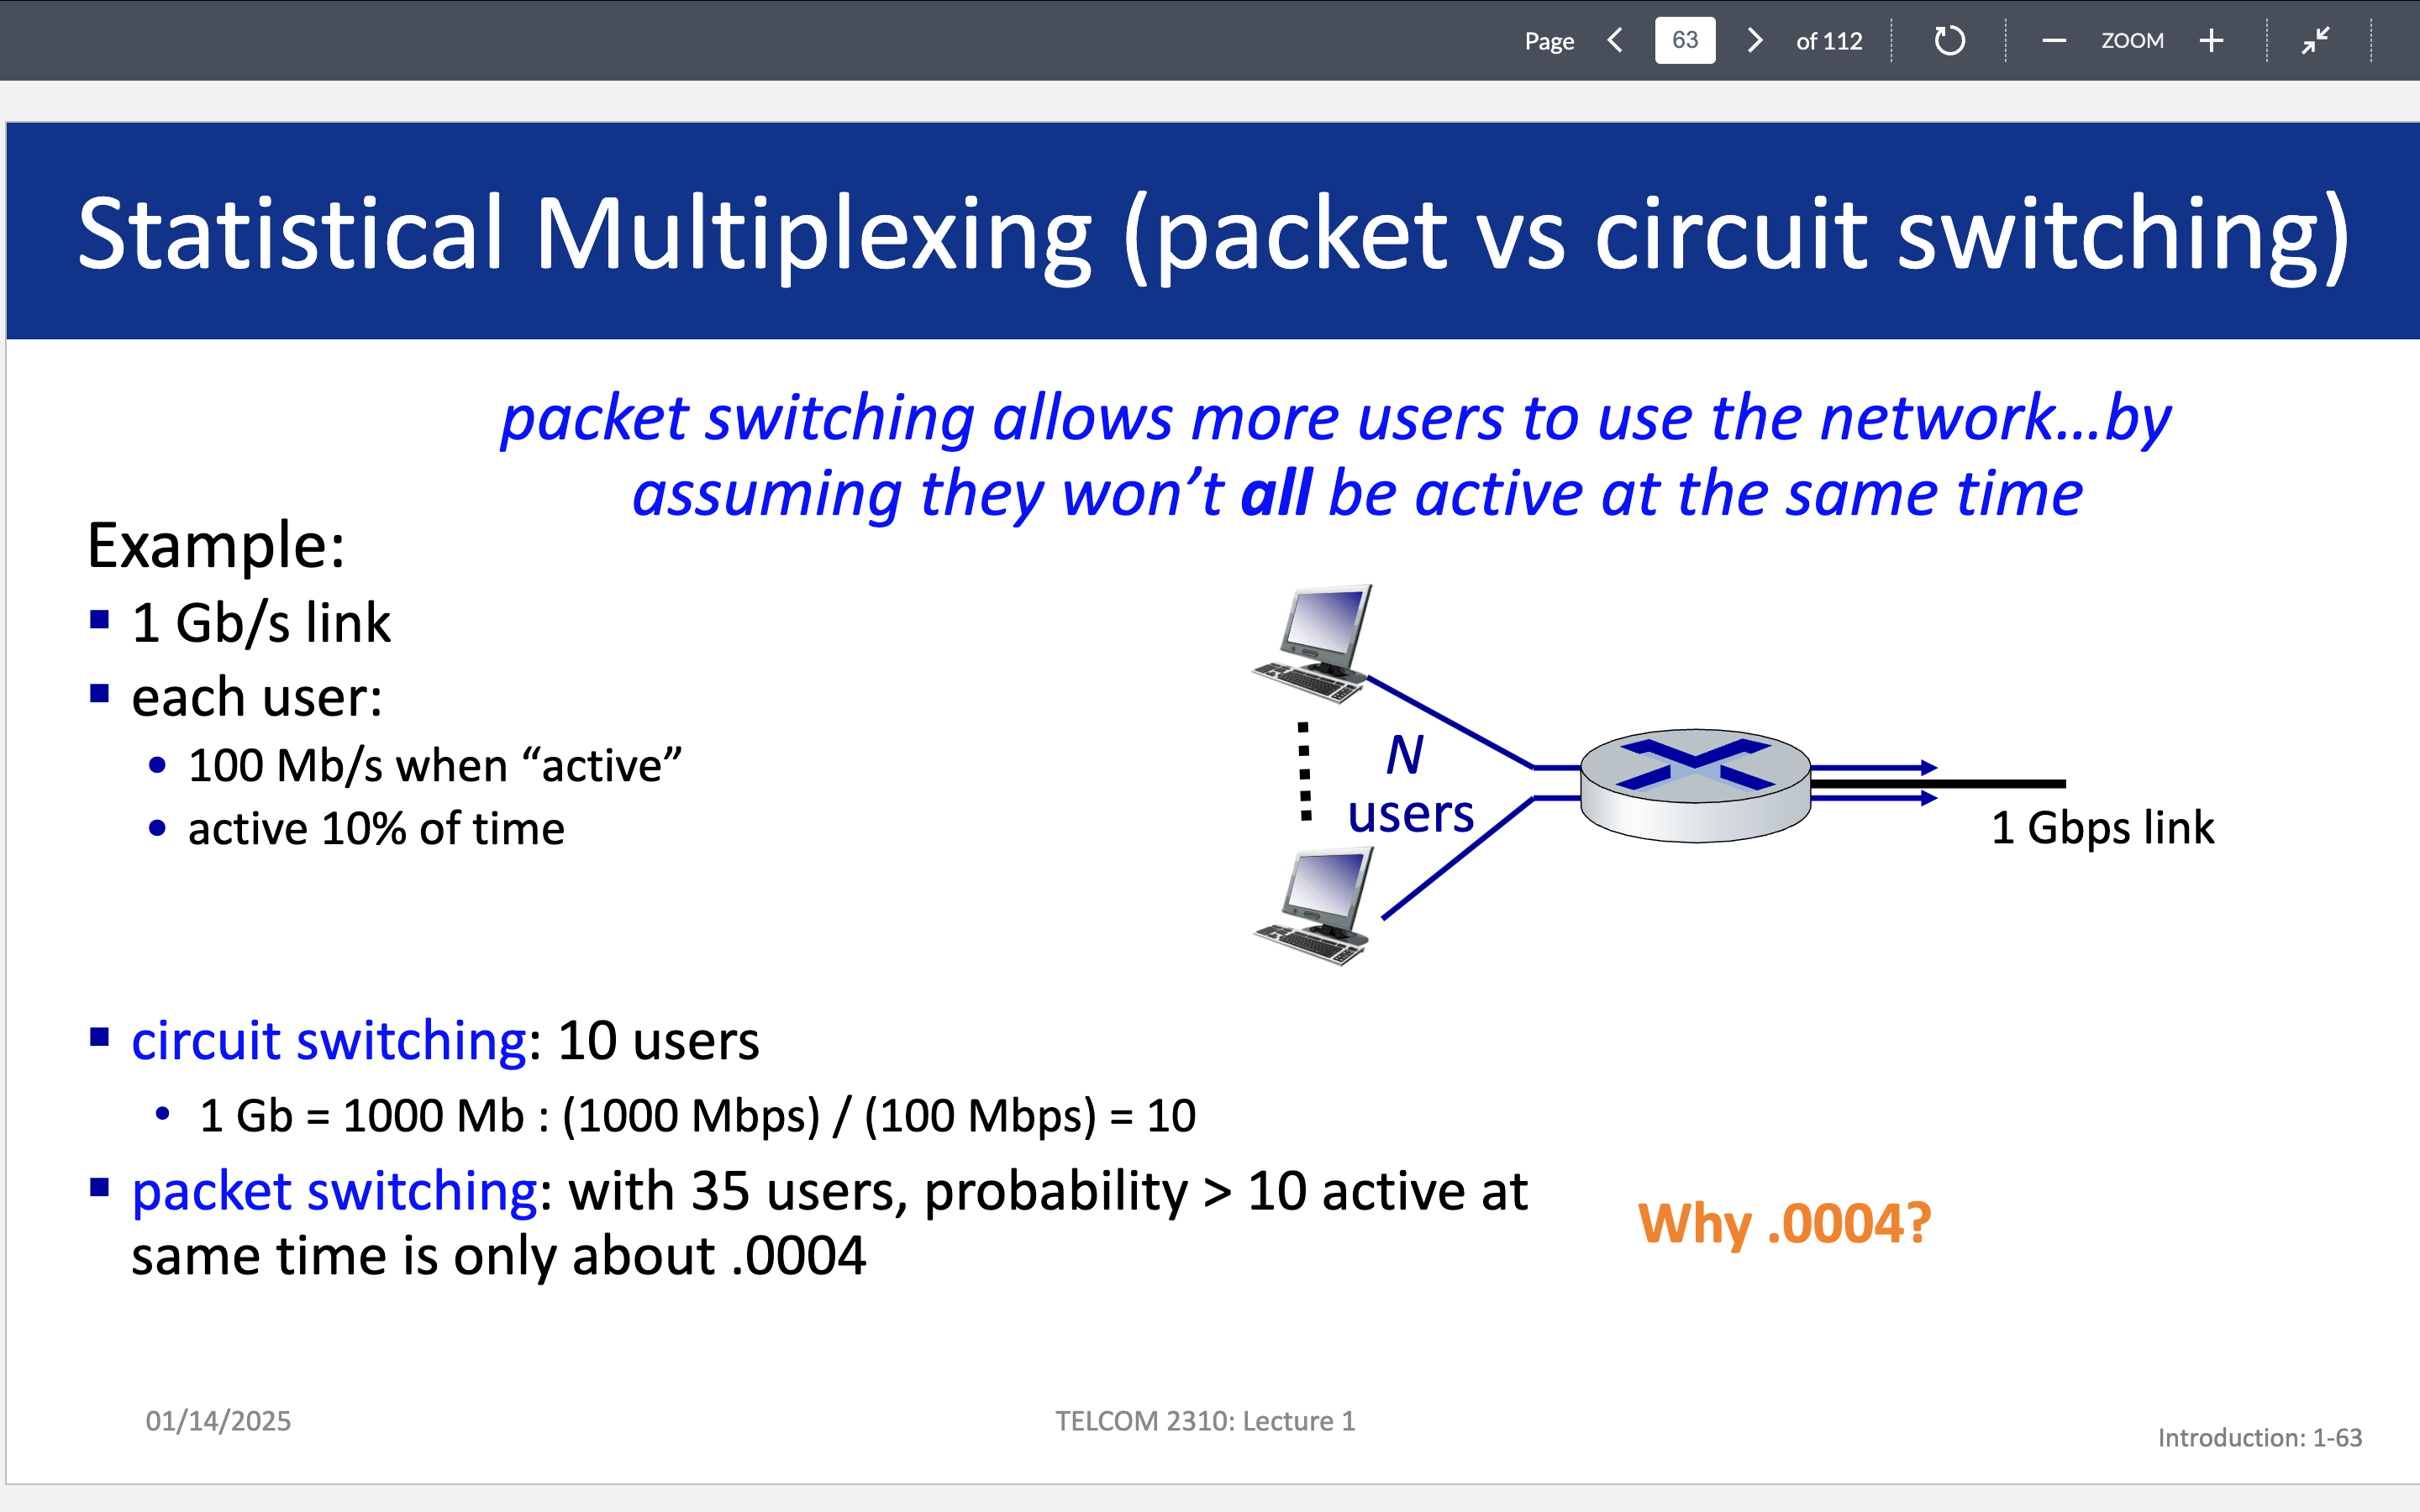 Page 63 of 112 ZOOM
Statistical Multiplexing (packet vs circuit switching)
packet switching allows more users to use the network…by
assuming they won’t all be active at the same time
Example:
1 Gb/s link
each user:
100 Mb/s when “active”
active 10% of time
N
users
1 Gbps link
circuit switching: 10 users
1 Gb = 1000 Mb : (1000 Mbps) / (100 Mbps) = 10
packet switching: with 35 users, probability > 10 active at
same time is only about .0004
Why .0004?
01/14/2025
TELCOM 2310: Lecture 1
Introduction: 1-63